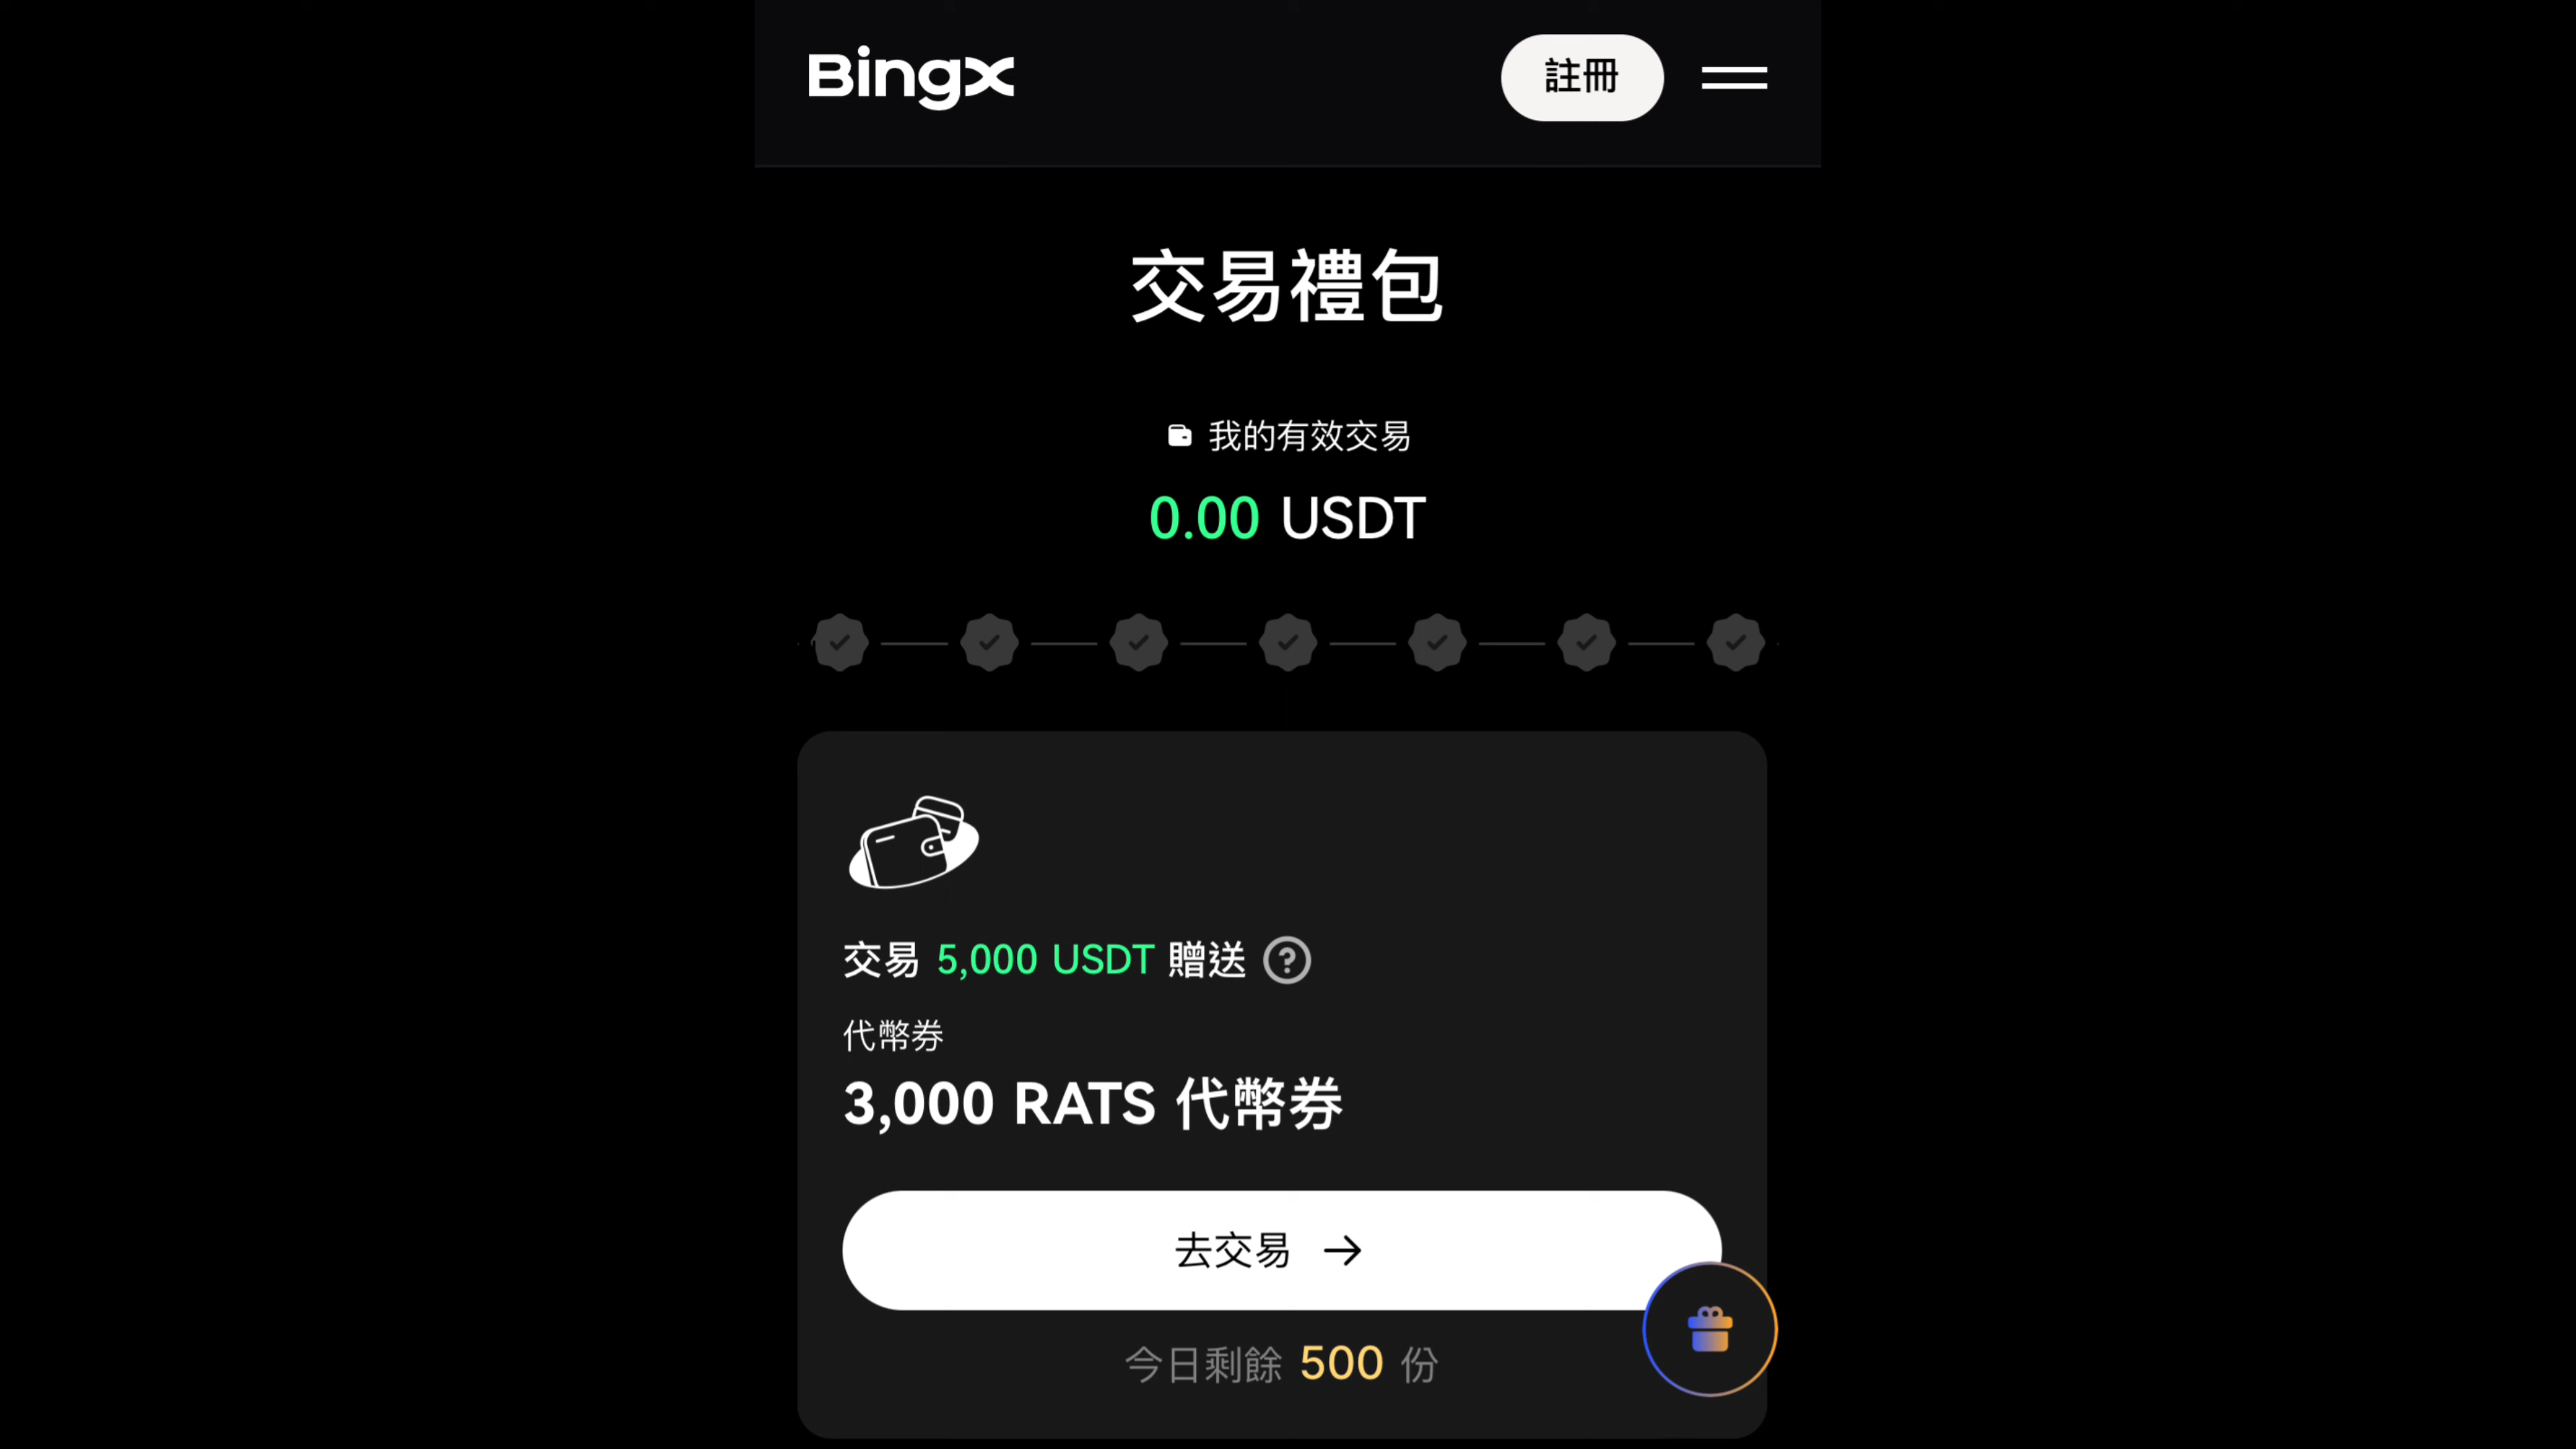 BingX
註冊
交易禮包
我的有效交易
0.00 USDT
交易 5,000 USDT 贈送 ?
代幣券
3,000 RATS 代幣券
去交易 →
今日剩餘 500 份